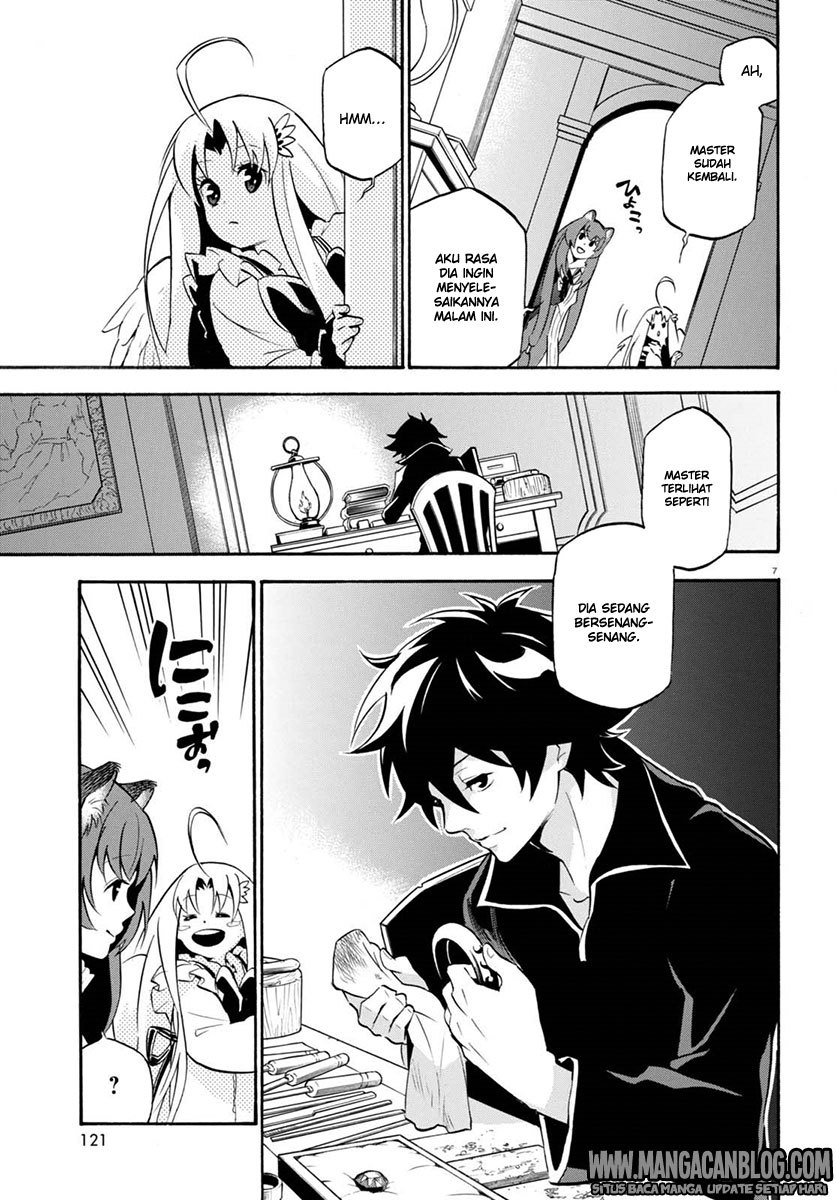 AH,
MASTER
SUDAH
KEMBALI.
ひょこっ
AKU RASA
DIA INGIN
MENYELE-
SAIKANNYA
MALAM INI.
HMM...
MASTER
TERLIHAT
SEPERTI
7
DIA SEDANG
BERSENANG-
SENANG.
にこおっ
?
121
WWW.MANGACANBLOG.COM
SITUS BACA MANGA UPDATE SETIAP HARI